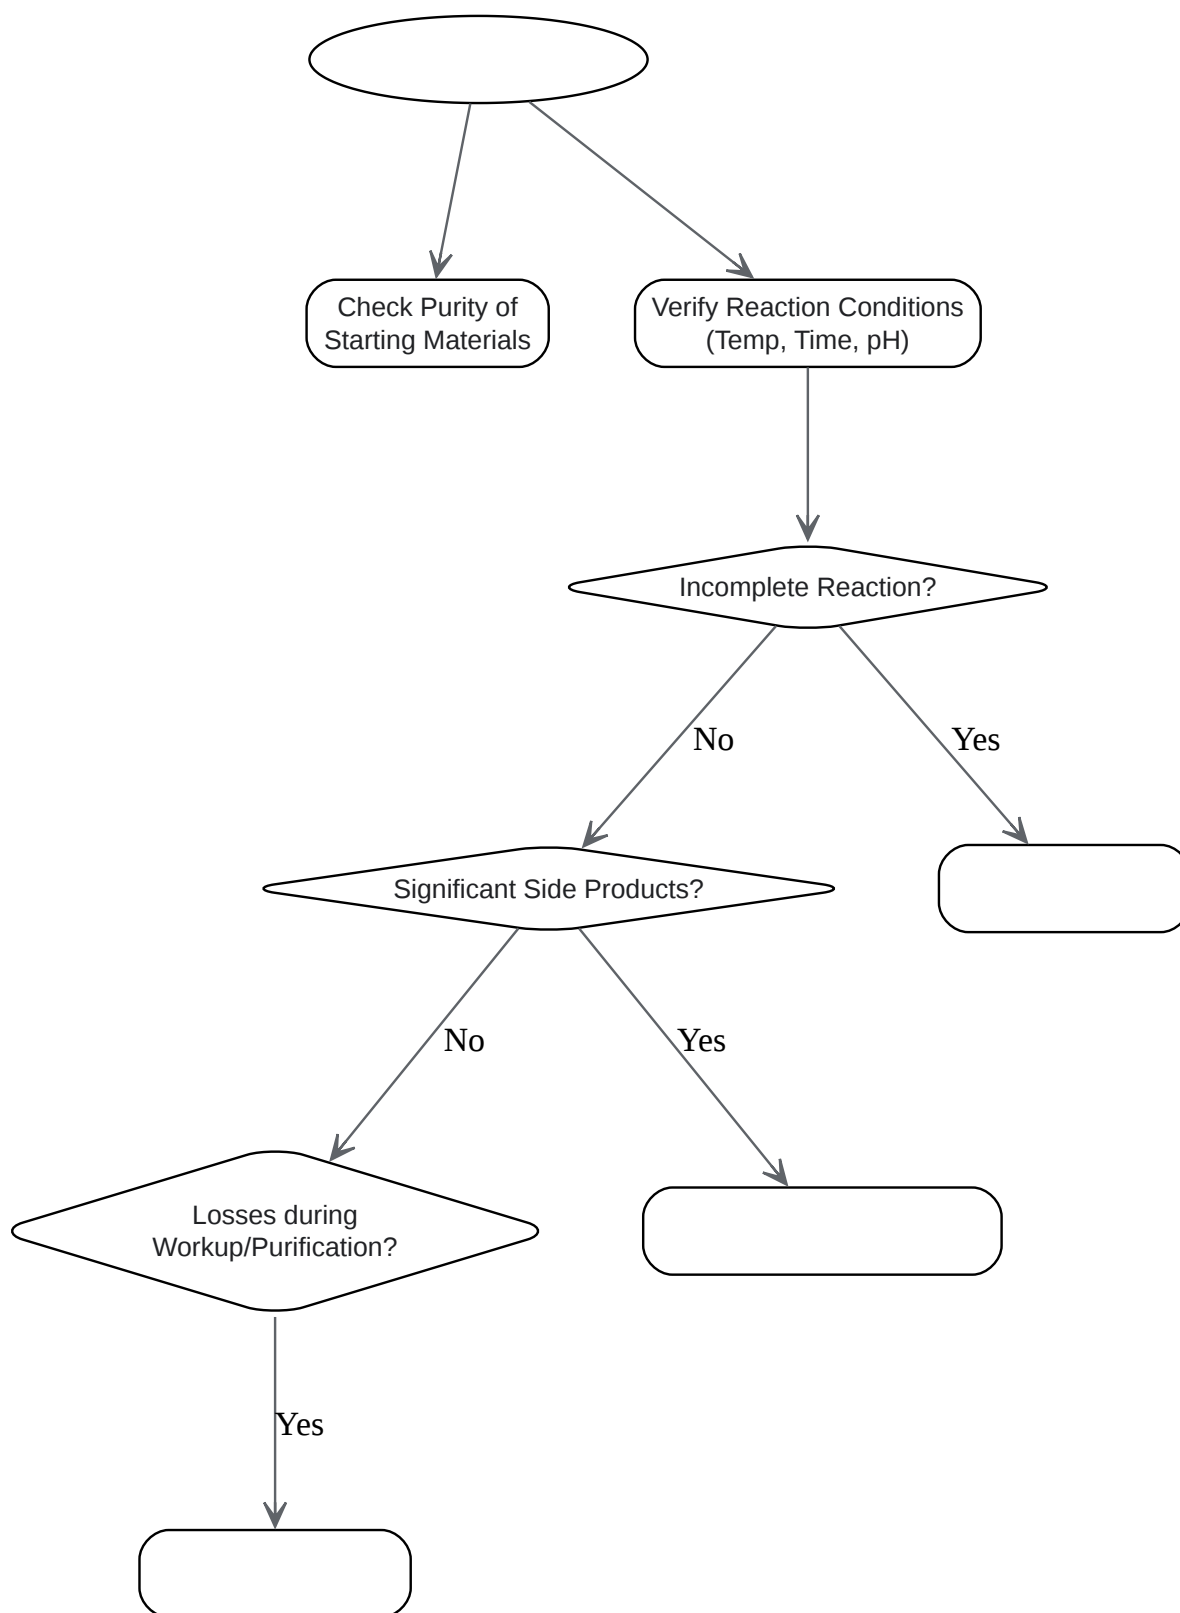 Check Purity of
Starting Materials
Verify Reaction Conditions
(Temp, Time, pH)
Incomplete Reaction?
No
Yes
Significant Side Products?
No
Yes
Losses during
Workup/Purification?
Yes